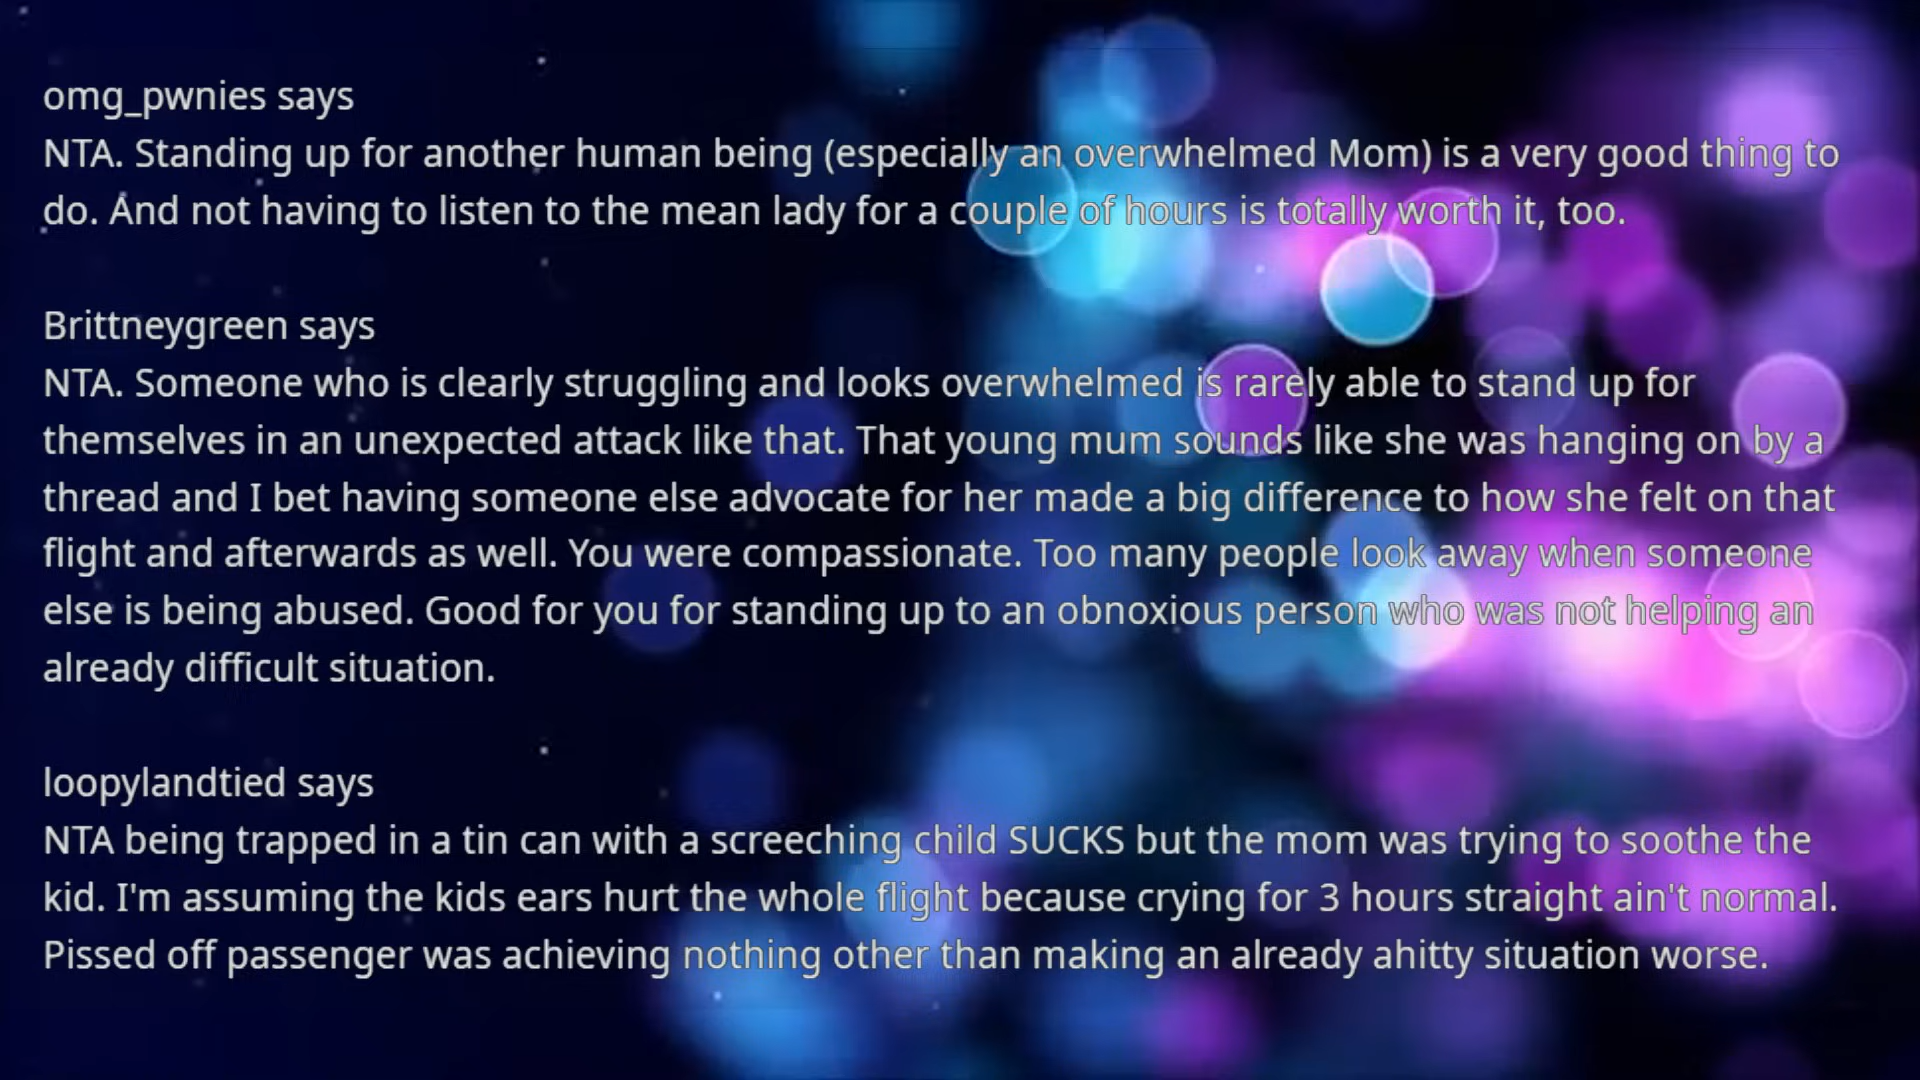 omg_pwnies says
NTA. Standing up for another human being (especially an overwhelmed Mom) is a very good thing to
do. And not having to listen to the mean lady for a couple of hours is totally worth it, too.
Brittneygreen says
NTA. Someone who is clearly struggling and looks overwhelmed is rarely able to stand up for
themselves in an unexpected attack like that. That young mum sounds like she was hanging on by a
thread and I bet having someone else advocate for her made a big difference to how she felt on that
flight and afterwards as well. You were compassionate. Too many people look away when someone
else is being abused. Good for you for standing up to an obnoxious person who was not helping an
already difficult situation.
loopylandtied says
NTA being trapped in a tin can with a screeching child SUCKS but the mom was trying to soothe the
kid. I'm assuming the kids ears hurt the whole flight because crying for 3 hours straight ain't normal.
Pissed off passenger was achieving nothing other than making an already ahitty situation worse.